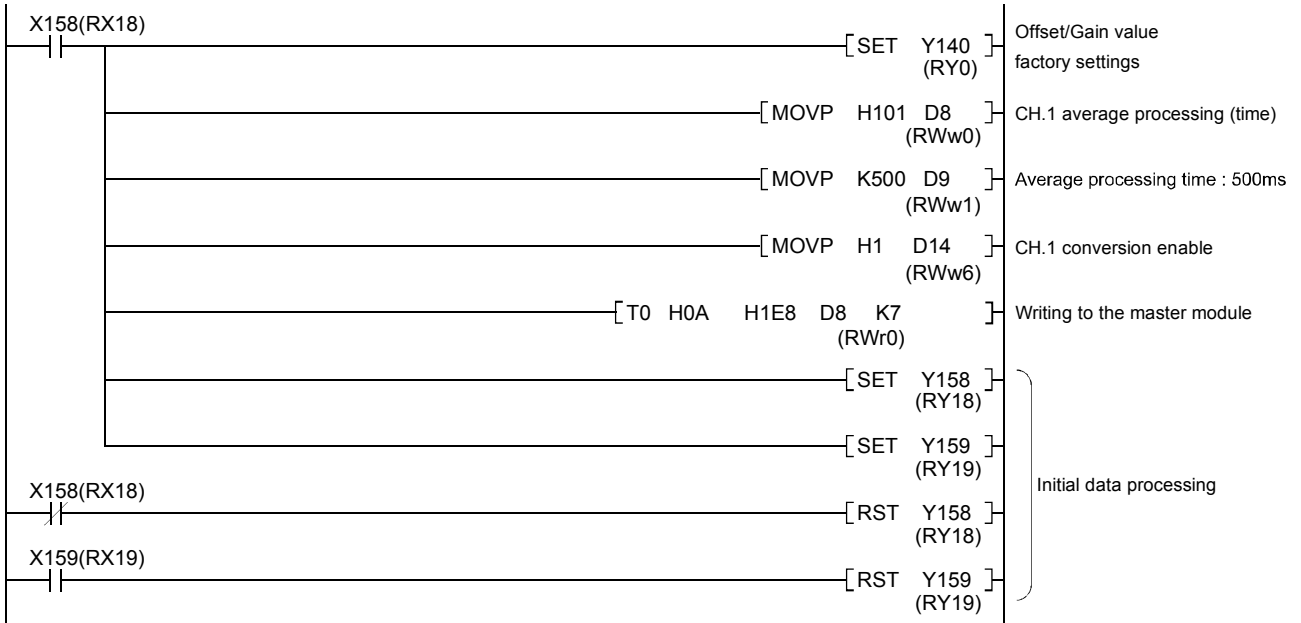 X158(RX18)
SET Y140
(RY0)
Offset/Gain value
factory settings
MOVP H101 D8
(RWw0)
CH.1 average processing (time)
MOVP K500 D9
(RWw1)
Average processing time : 500ms
MOVP H1 D14
(RWw6)
CH.1 conversion enable
T0 H0A H1E8 D8 K7
(RWr0)
Writing to the master module
SET Y158
(RY18)
SET Y159
(RY19)
X158(RX18)
Initial data processing
RST Y158
(RY18)
X159(RX19)
RST Y159
(RY19)